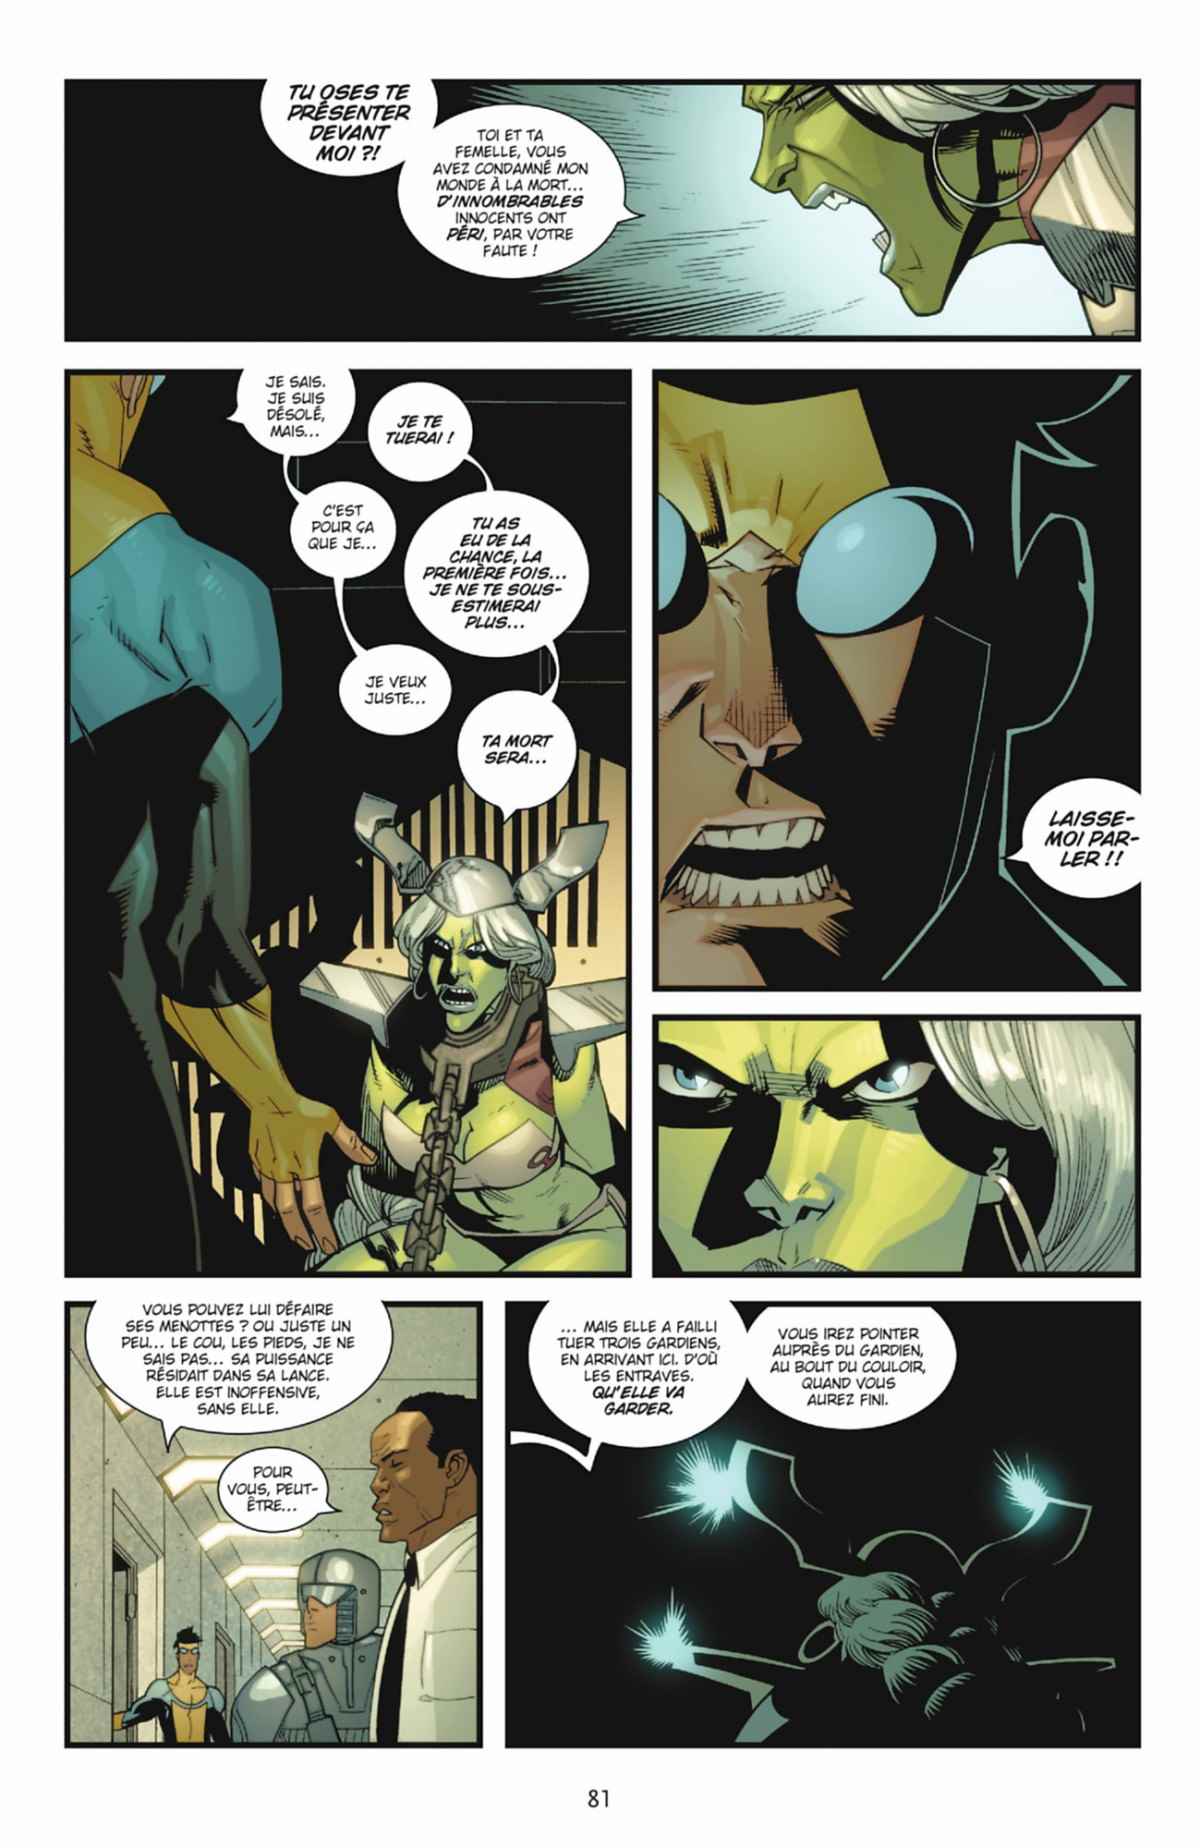 TU OSES TE
PRÉSENTER
DEVANT
MOI ?!
TOI ET TA
FEMELLE, VOUS
AVEZ CONDAMNÉ MON
MONDE À LA MORT...
D'INNOMBRABLES
INNOCENTS ONT
PÉRI, PAR VOTRE
FAUTE !
JE SAIS.
JE SUIS
DÉSOLÉ,
MAIS...
JE TE
TUERAI !
C'EST
POUR ÇA
QUE JE...
TU AS
EU DE LA
CHANCE, LA
PREMIÈRE FOIS...
JE NE TE SOUS-
ESTIMERAI
PLUS...
JE VEUX
JUSTE...
TA MORT
SERA...
LAISSE-
MOI PAR-
LER !!
VOUS POUVEZ LUI DÉFAIRE
SES MENOTTES ? OU JUSTE UN
PEU... LE COU, LES PIEDS, JE NE
SAIS PAS... SA PUISSANCE
RÉSIDAIT DANS SA LANCE.
ELLE EST INOFFENSIVE,
SANS ELLE.
POUR
VOUS, PEUT-
ÊTRE...
... MAIS ELLE A FAILLI
TUER TROIS GARDIENS,
EN ARRIVANT ICI. D'OÙ
LES ENTRAVES.
QU'ELLE VA
GARDER.
VOUS IREZ POINTER
AUPRÈS DU GARDIEN,
AU BOUT DU COULOIR,
QUAND VOUS
AUREZ FINI.
81